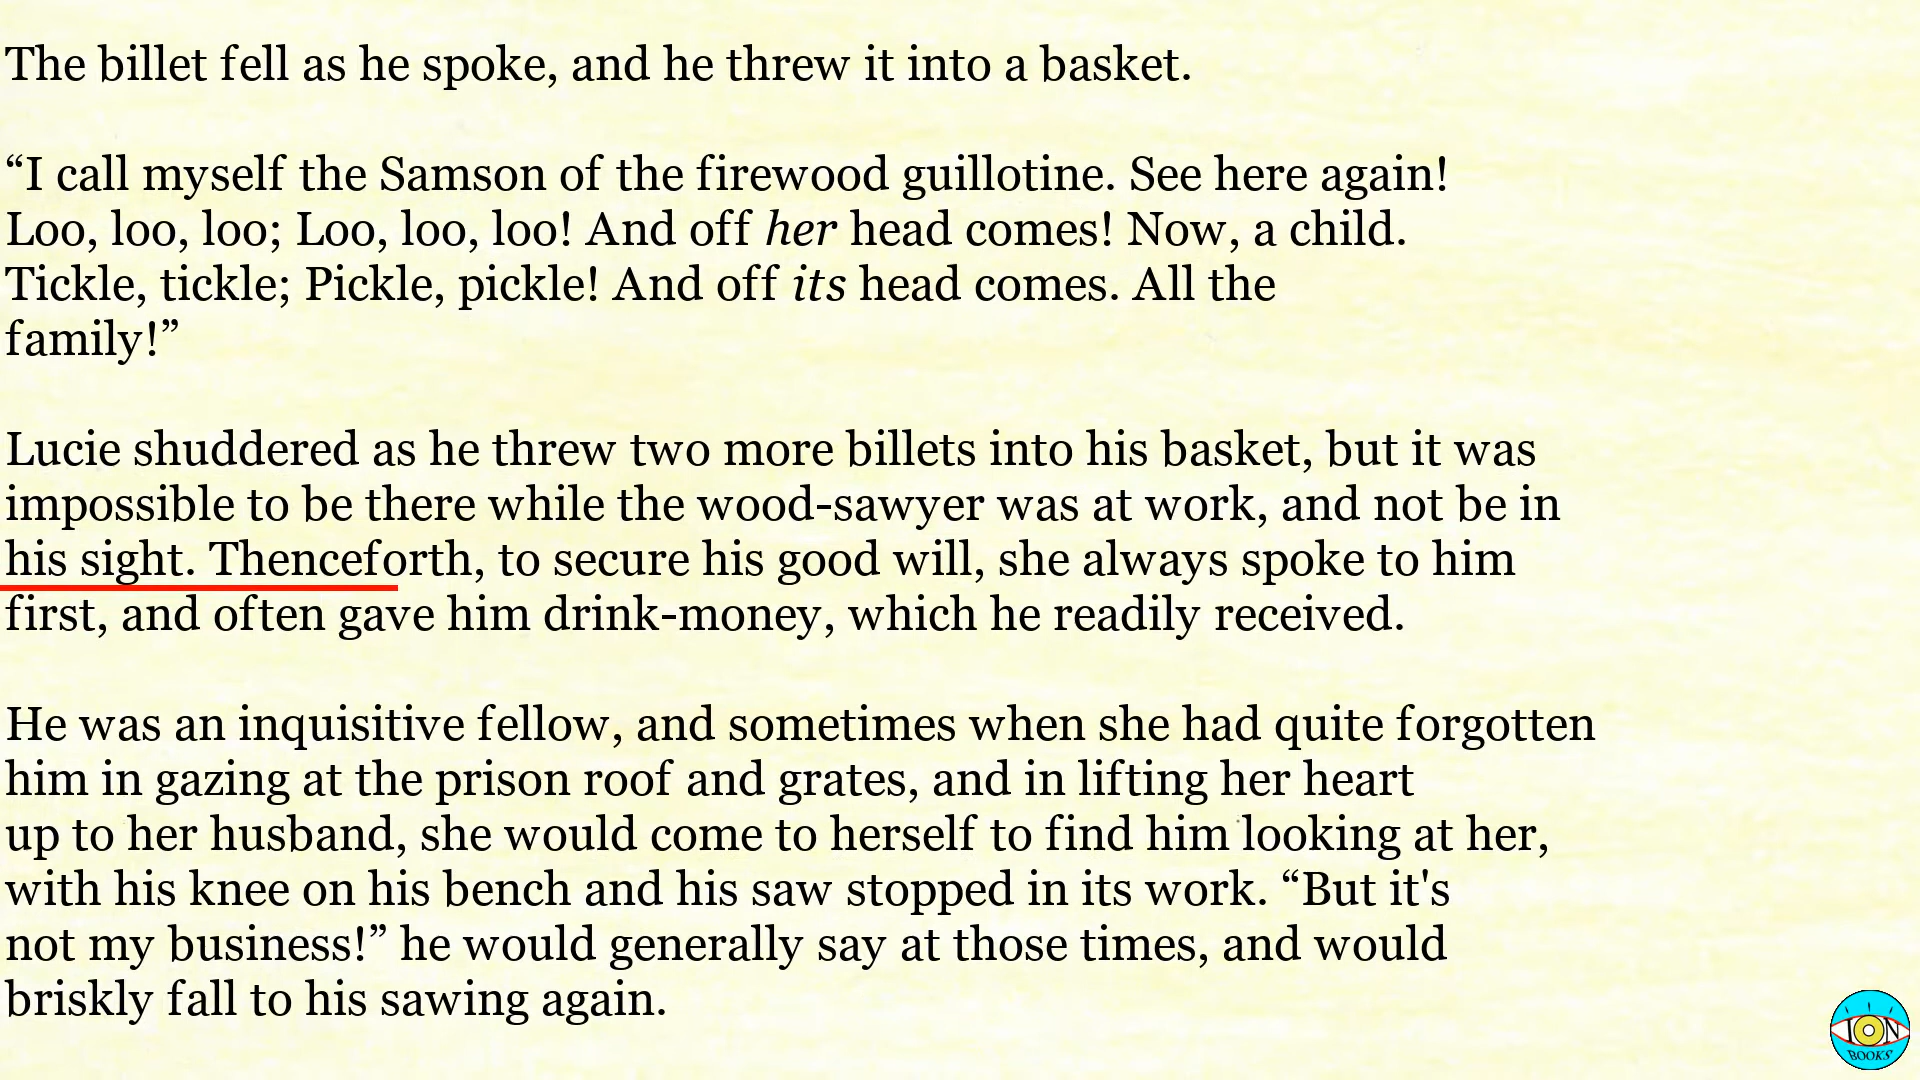 The billet fell as he spoke, and he threw it into a basket.
“I call myself the Samson of the firewood guillotine. See here again!
Loo, loo, loo; Loo, loo, loo! And off her head comes! Now, a child.
Tickle, tickle; Pickle, pickle! And off its head comes. All the
family!”
Lucie shuddered as he threw two more billets into his basket, but it was
impossible to be there while the wood-sawyer was at work, and not be in
his sight. Thenceforth, to secure his good will, she always spoke to him
first, and often gave him drink-money, which he readily received.
He was an inquisitive fellow, and sometimes when she had quite forgotten
him in gazing at the prison roof and grates, and in lifting her heart
up to her husband, she would come to herself to find him looking at her,
with his knee on his bench and his saw stopped in its work. “But it's
not my business!” he would generally say at those times, and would
briskly fall to his sawing again.
ION
BOOKS